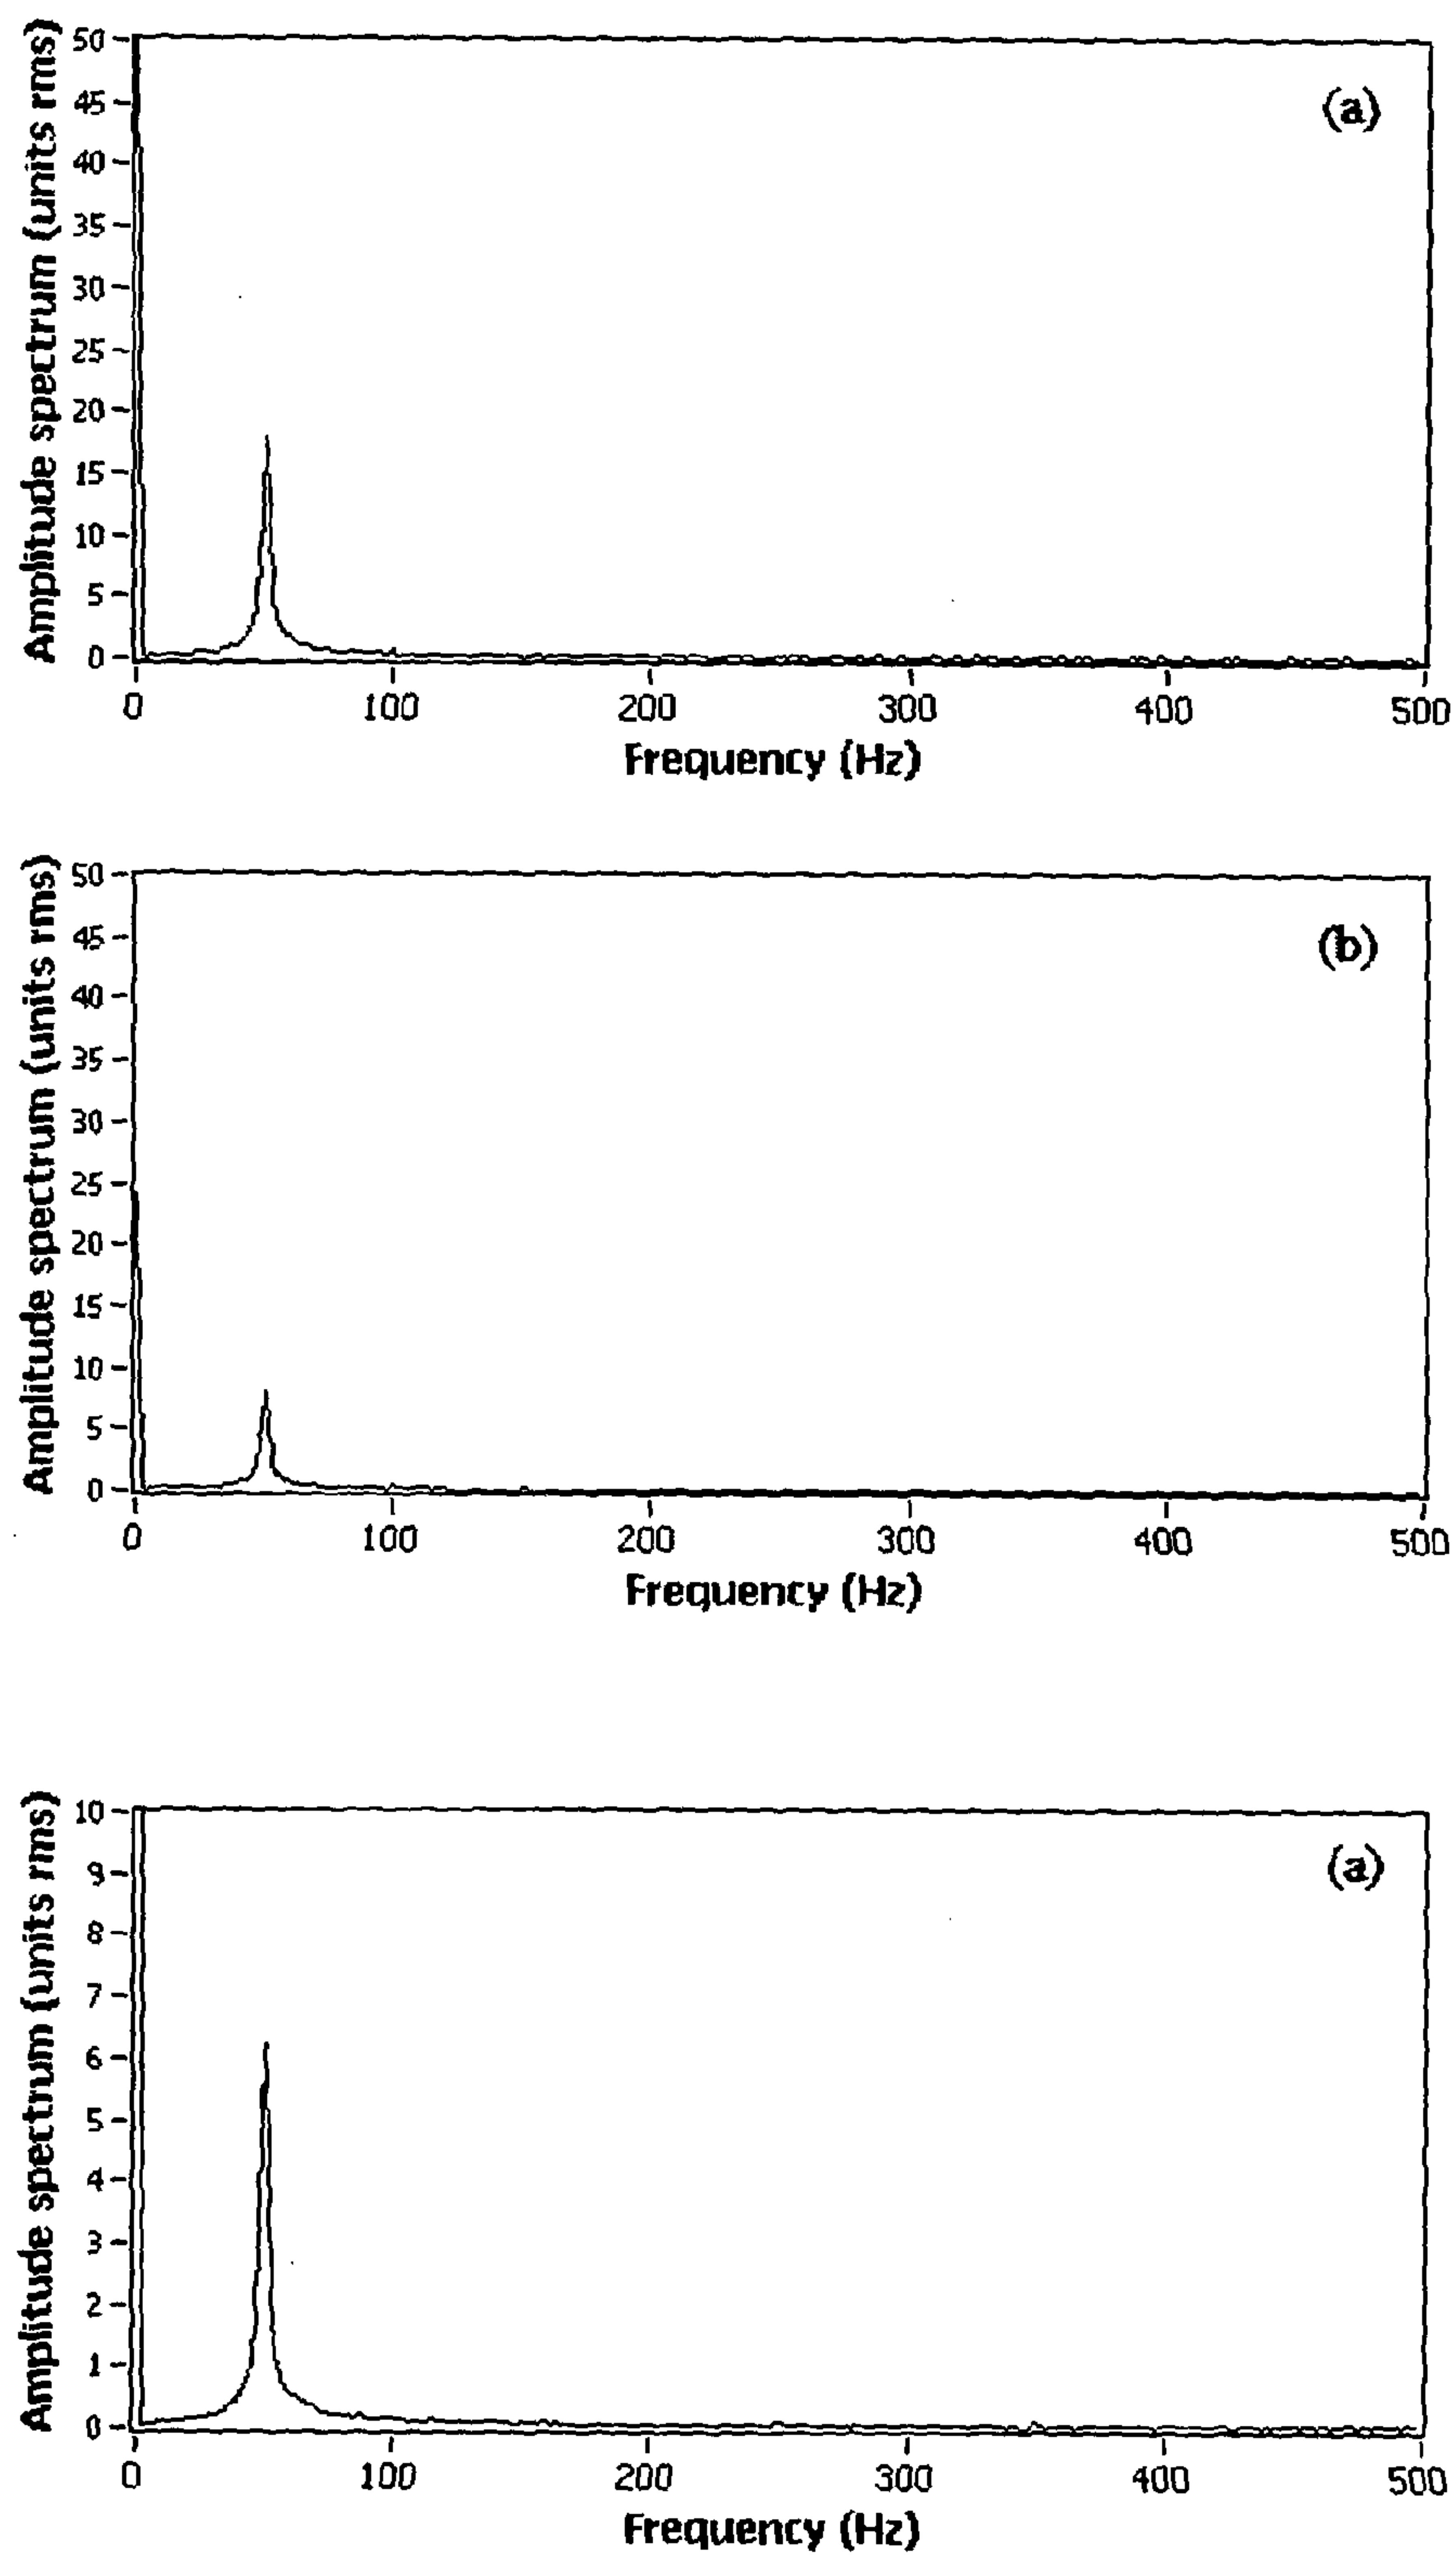 Amplitude spectrum (units rms)
50
45
40
35
30
25
20
15
10
5
0
(a)
0 100 200 300 400 500
Frequency (Hz)
Amplitude spectrum (units rms)
50
45
40
35
30
25
20
15
10
5
0
(b)
0 100 200 300 400 500
Frequency (Hz)
Amplitude spectrum (units rms)
10
9
8
7
6
5
4
3
2
1
0
(a)
0 100 200 300 400 500
Frequency (Hz)